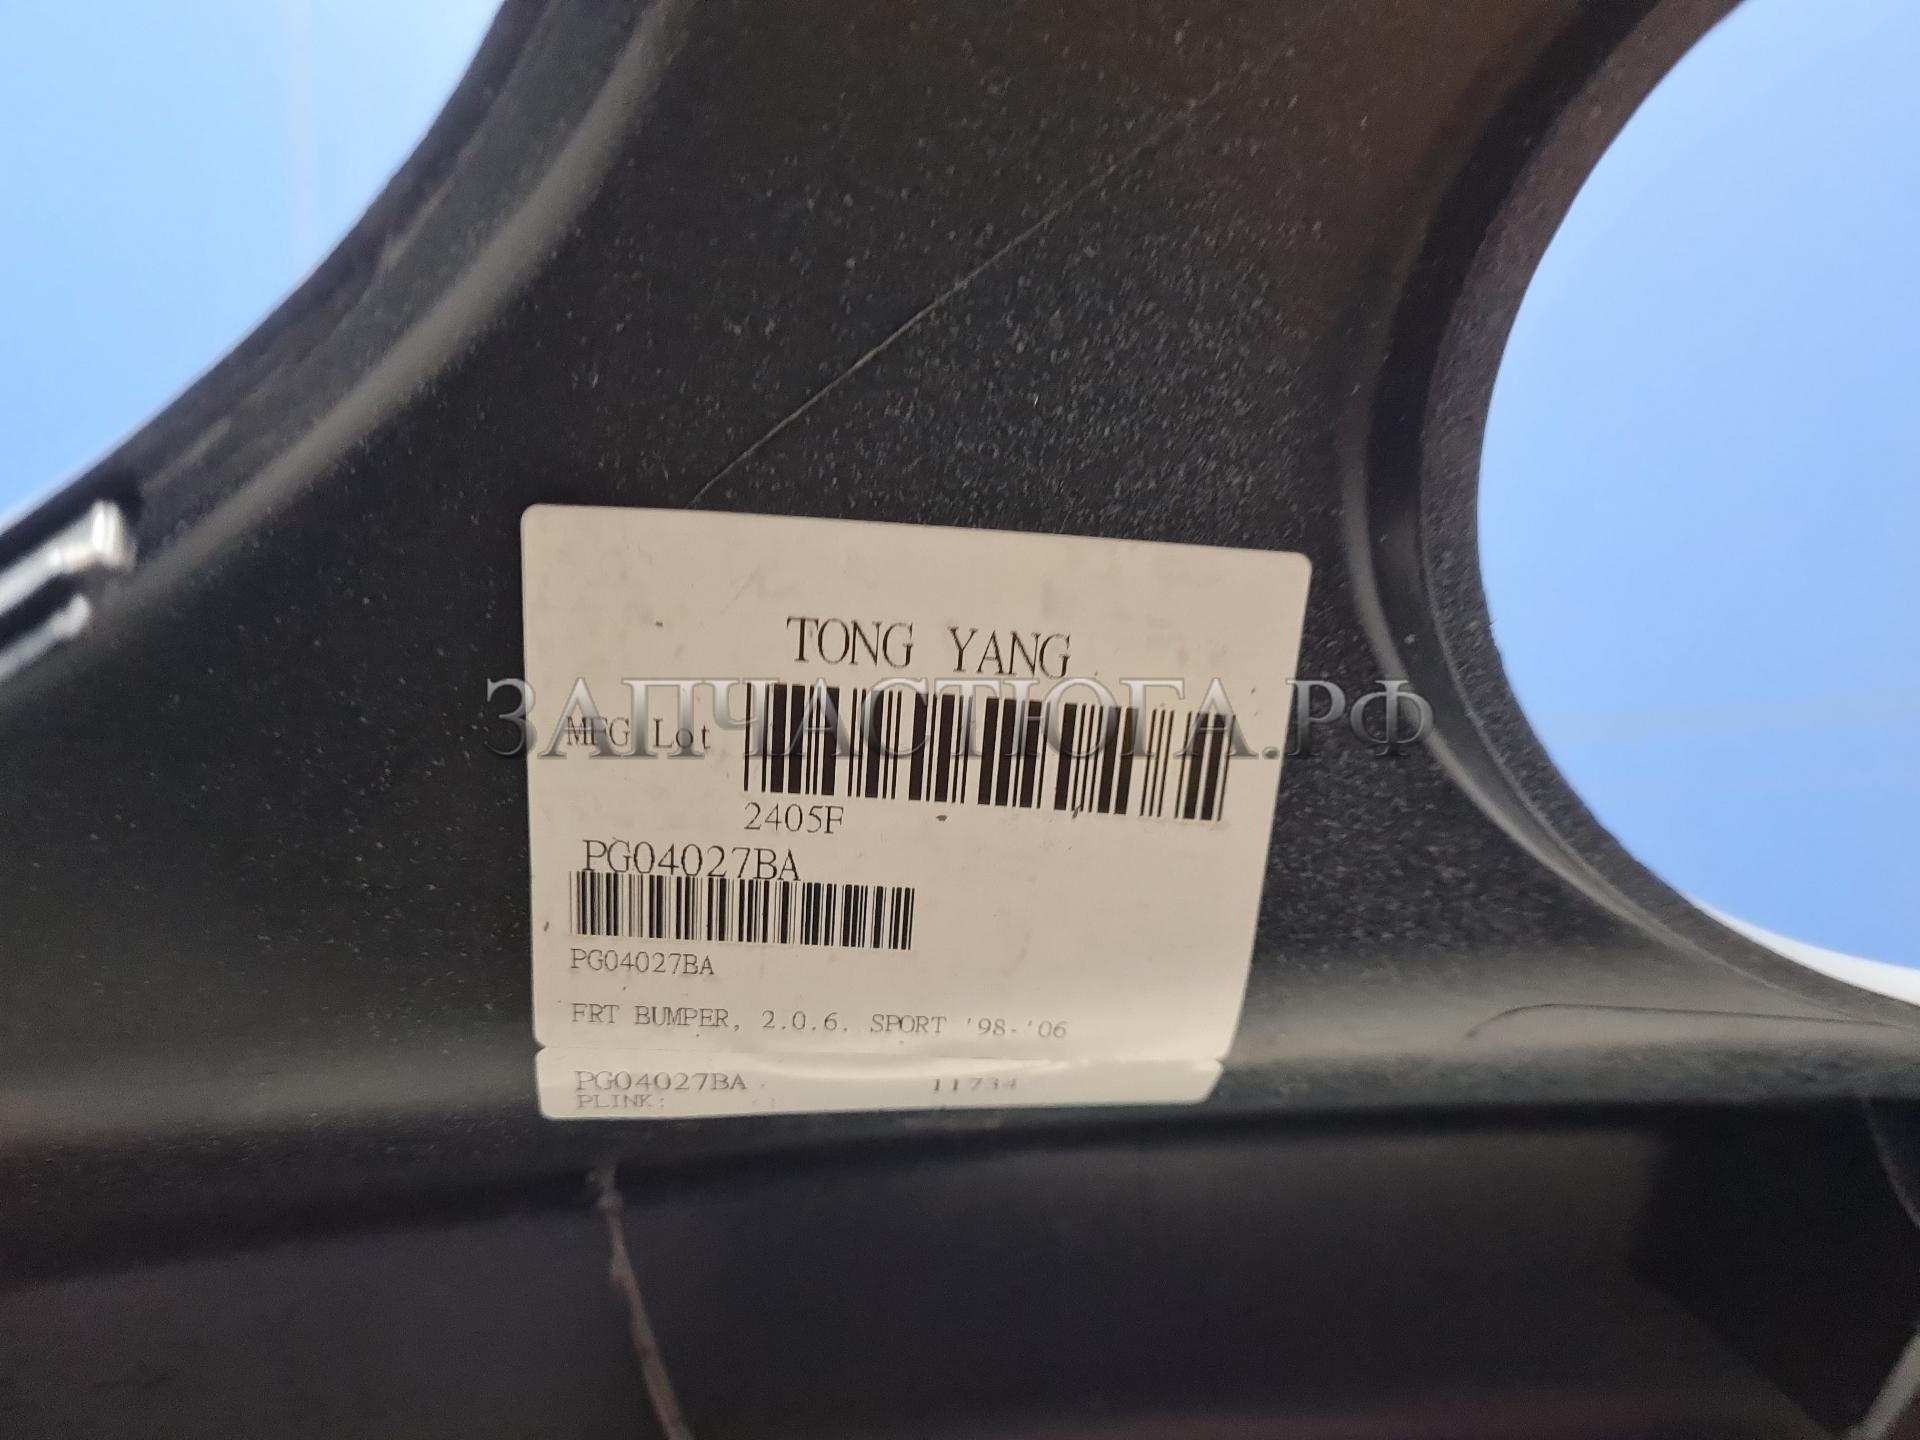 TONG YANG
ЗАПЧАСТЮГА.РФ
MFG Lot
2405F
PG04027BA
PG04027BA
FRT BUMPER, 2.0.6. SPORT '98-'06
PG04027BA 11734
PLINK: